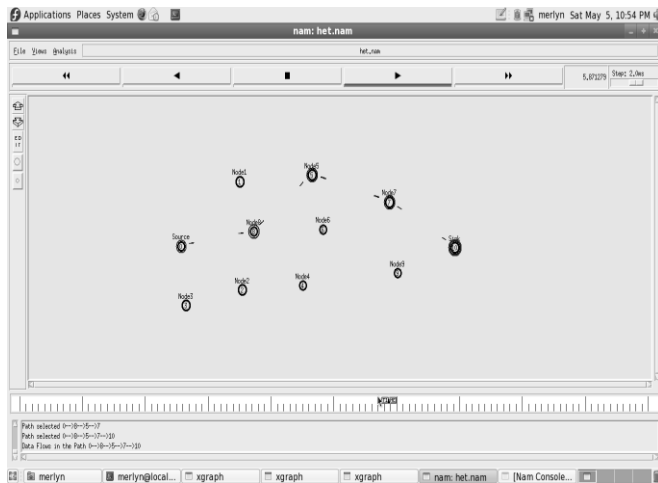 Applications Places System
merlyn Sat May 5, 10:54 PM
nam: het.nam
File Views Analysis
het.nam
5.871279
Step: 2.0ms
Node5
Node1
Node7
Node6
Source
Sink
Node9
Node4
Node2
Node3
Path selected 0-->8-->5-->7
Path selected 0-->8-->5-->7-->10
Data Flows in the Path 0-->8-->5-->7-->10
merlyn
merlyn@local...
xgraph
xgraph
xgraph
nam: het.nam
[Nam Console...